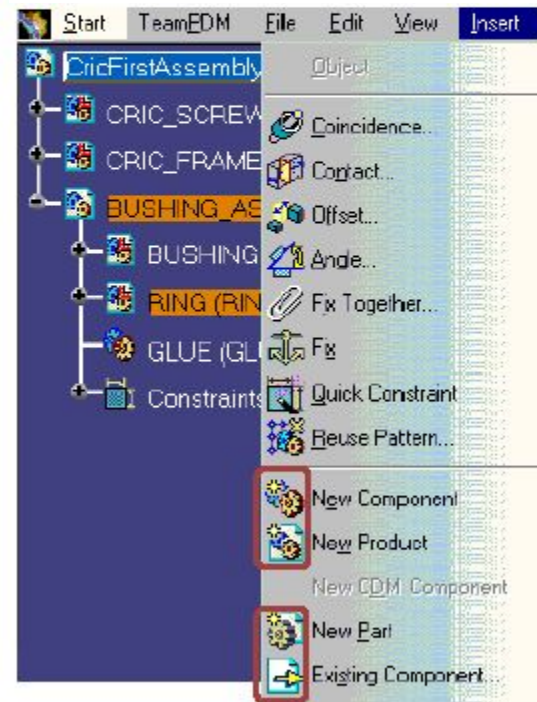 Start TeamEDM File Edit View Insert
CricFirstAssembly
CRIC_SCREW
CRIC_FRAME
BUSHING_AS
BUSHING
RING (RIN
GLUE (GL
Constraints
Object
Coincidence...
Contact...
Offset...
Angle...
Fix Together...
Fix
Quick Constraint
Reuse Pattern...
New Component
New Product
New CDM Component
New Part
Existing Component...